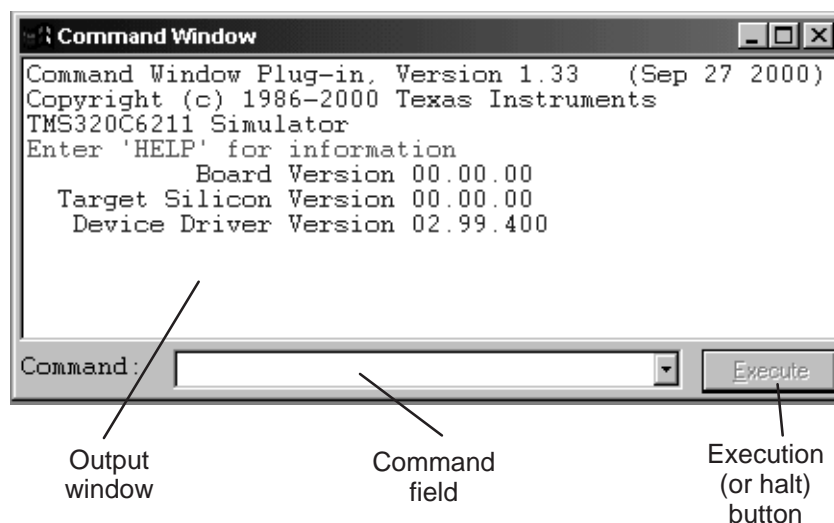 Command Window
Command Window Plug-in, Version 1.33 (Sep 27 2000)
Copyright (c) 1986-2000 Texas Instruments
TMS320C6211 Simulator
Enter 'HELP' for information
Board Version 00.00.00
Target Silicon Version 00.00.00
Device Driver Version 02.99.400
Command:
Execute
Output
window
Command
field
Execution
(or halt)
button